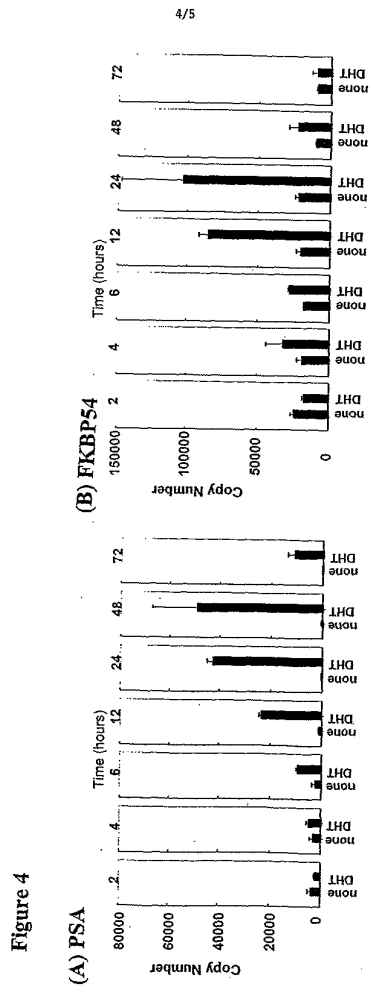 4/5
Figure 4
(A) PSA
Time (hours)
2 4 6 12 24 48 72
Copy Number
80000
60000
40000
20000
0
none DHT none DHT none DHT none DHT none DHT none DHT none DHT
(B) FKBP54
Time (hours)
2 4 6 12 24 48 72
Copy Number
150000
100000
50000
0
none DHT none DHT none DHT none DHT none DHT none DHT none DHT